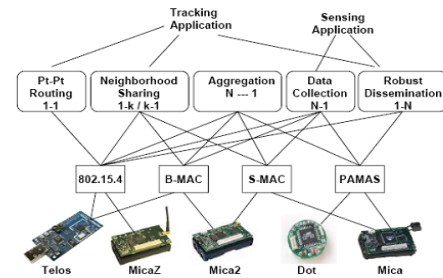 Tracking
Application
Sensing
Application
Pt-Pt
Routing
1-1
Neighborhood
Sharing
1-k / k-1
Aggregation
N --- 1
Data
Collection
N-1
Robust
Dissemination
1-N
802.15.4
B-MAC
S-MAC
PAMAS
Telos
MicaZ
Mica2
Dot
Mica